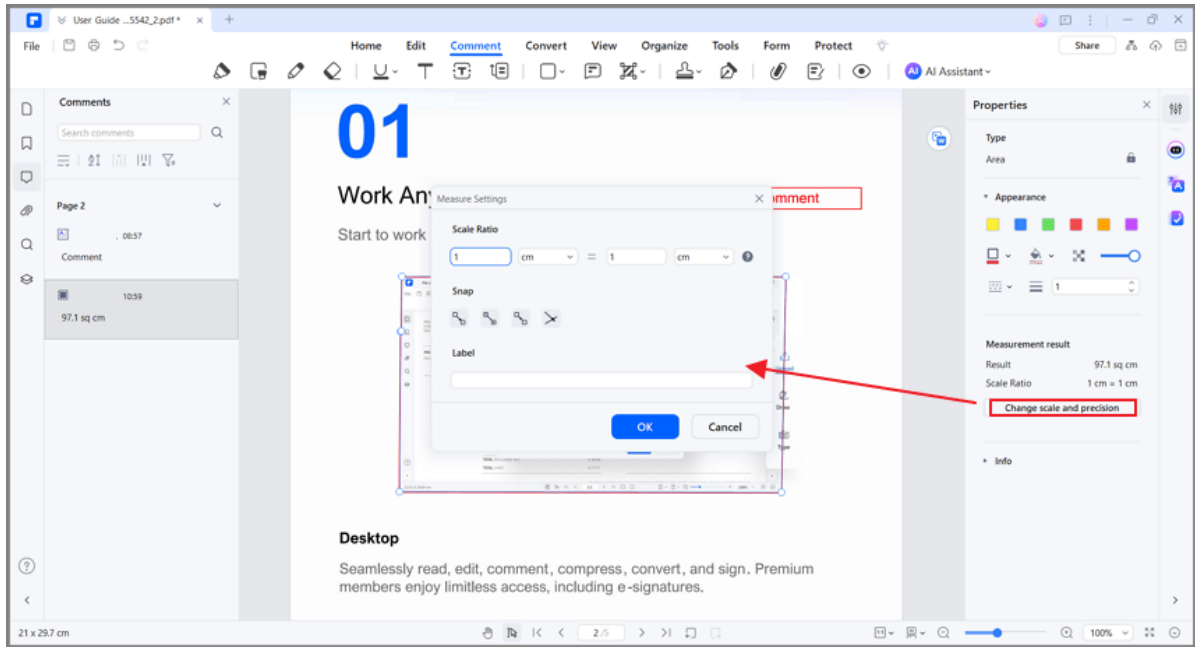 User Guide ...5542_2.pdf *
File
Home Edit Comment Convert View Organize Tools Form Protect
Share
AI AI Assistant
Comments
Search comments
Page 2
, 08:57
Comment
10:59
97.1 sq cm
01
Work Any
mment
Start to work
Measure Settings
Scale Ratio
1 cm = 1 cm
Snap
Label
OK Cancel
Draw
Type
Desktop
Seamlessly read, edit, comment, compress, convert, and sign. Premium
members enjoy limitless access, including e-signatures.
Properties
Type
Area
Appearance
1
Measurement result
Result 97.1 sq cm
Scale Ratio 1 cm = 1 cm
Change scale and precision
Info
21 x 29.7 cm
2 /5
100%